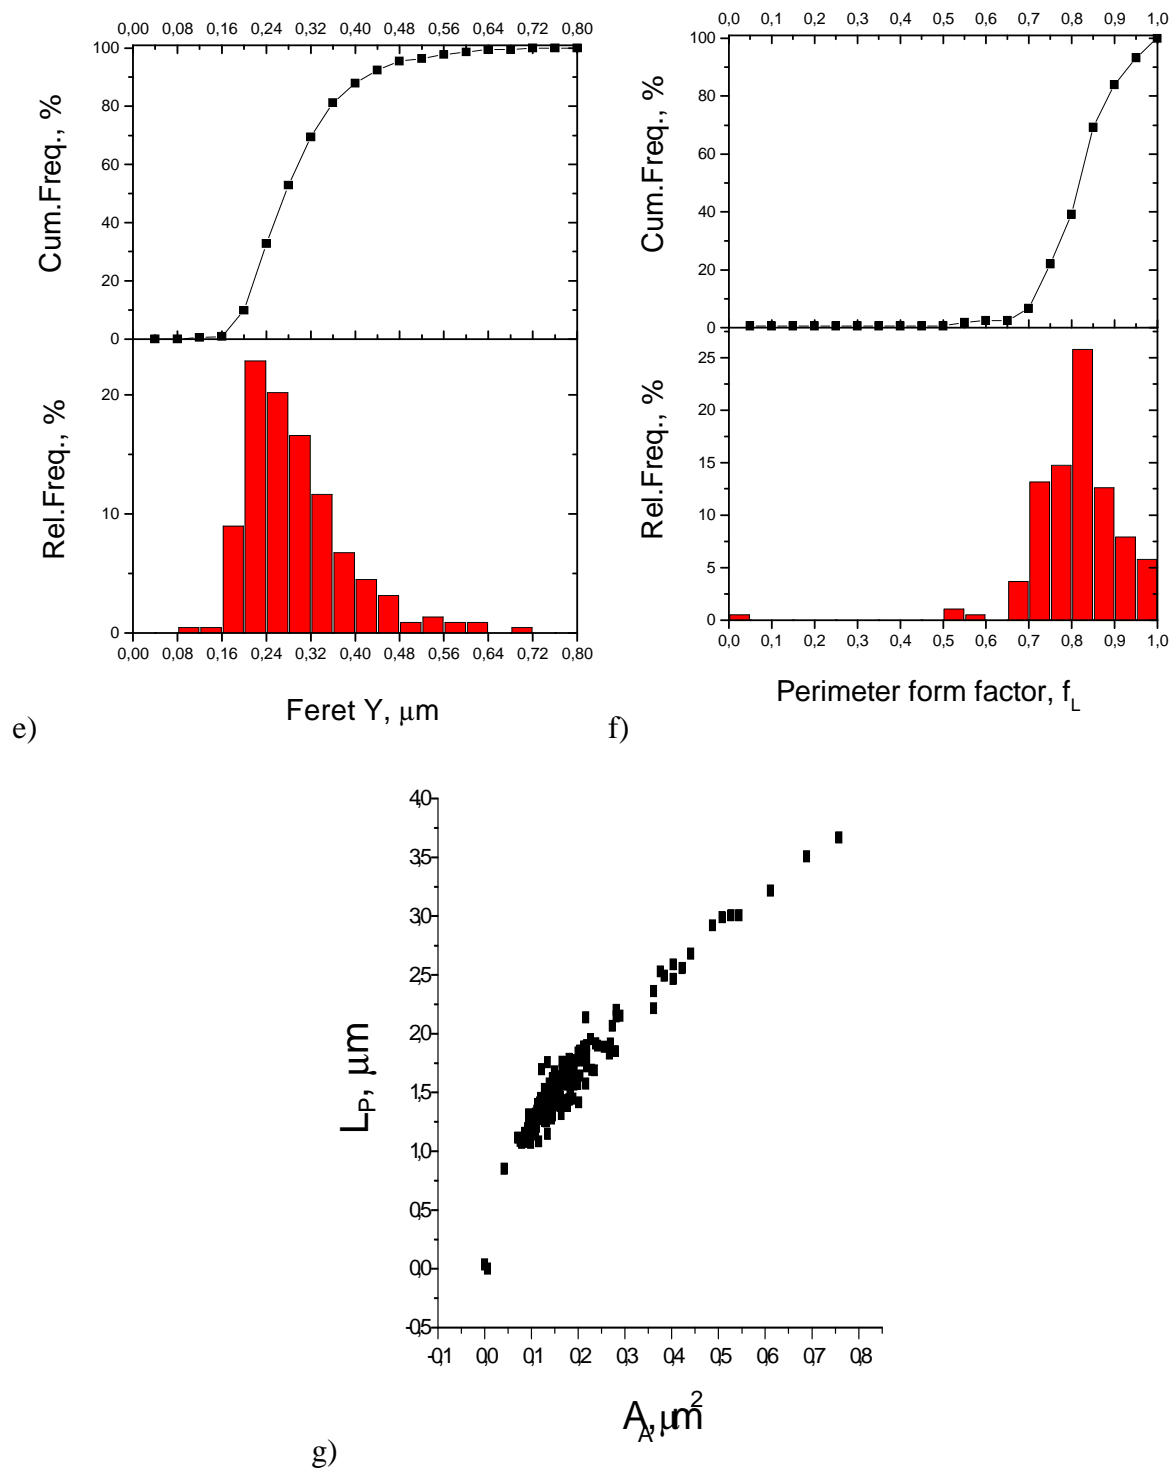 0,00 0,08 0,16 0,24 0,32 0,40 0,48 0,56 0,64 0,72 0,80
100
80
60
40
20
0
Cum.Freq., %
20
10
0
Rel.Freq., %
0,00 0,08 0,16 0,24 0,32 0,40 0,48 0,56 0,64 0,72 0,80
Feret Y, μm
e)
0,0 0,1 0,2 0,3 0,4 0,5 0,6 0,7 0,8 0,9 1,0
100
80
60
40
20
0
Cum.Freq., %
25
20
15
10
5
0
Rel.Freq., %
0,0 0,1 0,2 0,3 0,4 0,5 0,6 0,7 0,8 0,9 1,0
Perimeter form factor, f_L
f)
4,0
3,5
3,0
2,5
2,0
1,5
1,0
0,5
0,0
-0,5
L_P, μm
-0,1 0,0 0,1 0,2 0,3 0,4 0,5 0,6 0,7 0,8
A_A, μm²
g)